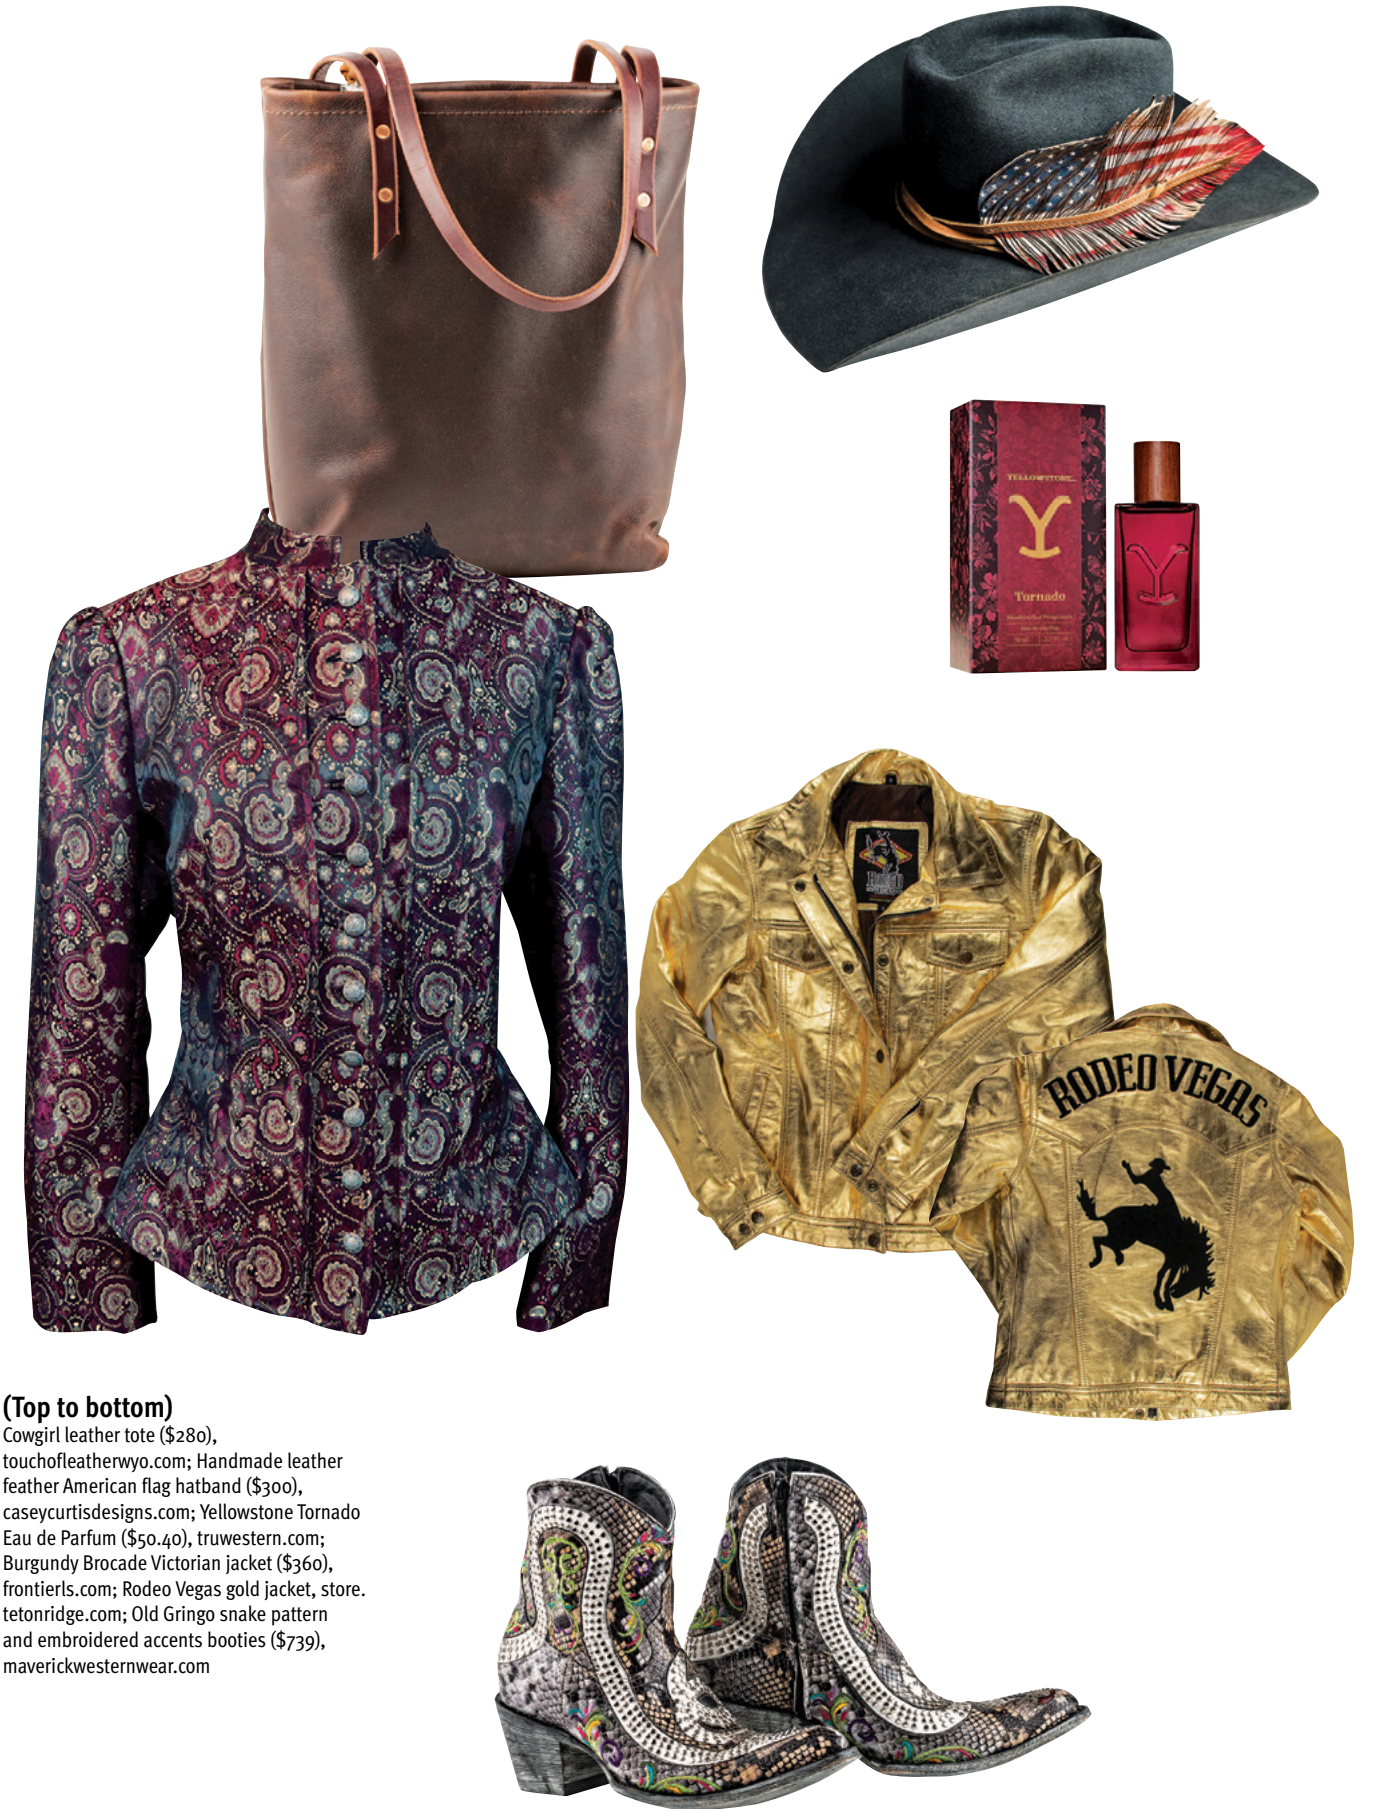 YELLOWSTONE
Y
Tornado
Y
RODEO
RODEO VEGAS
(Top to bottom)
Cowgirl leather tote ($280),
touchofleatherwyo.com; Handmade leather
feather American flag hatband ($300),
caseycurtisdesigns.com; Yellowstone Tornado
Eau de Parfum ($50.40), truwestern.com;
Burgundy Brocade Victorian jacket ($360),
frontierls.com; Rodeo Vegas gold jacket, store.
tetonridge.com; Old Gringo snake pattern
and embroidered accents booties ($739),
maverickwesternwear.com